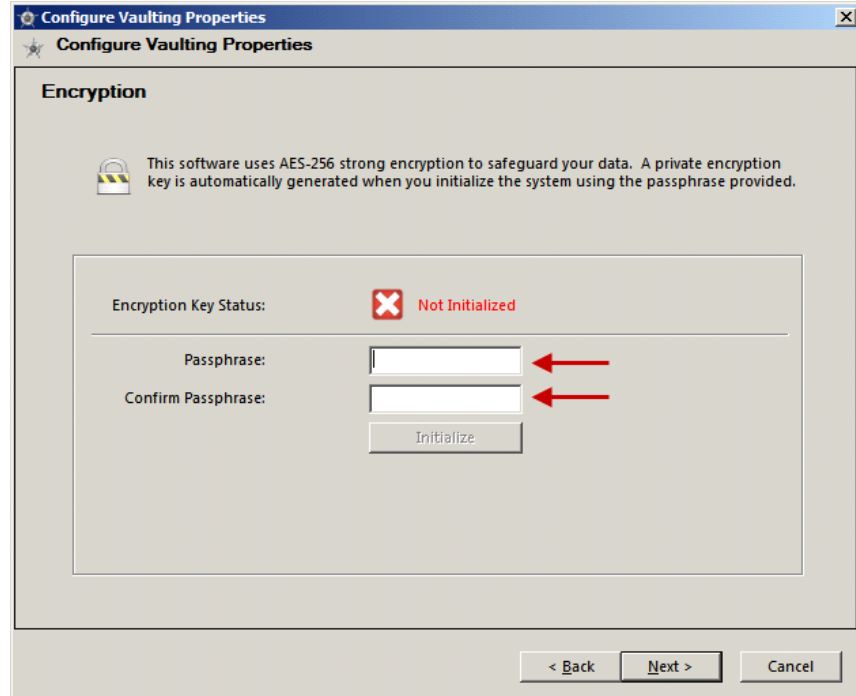 Configure Vaulting Properties
Configure Vaulting Properties
Encryption
This software uses AES-256 strong encryption to safeguard your data. A private encryption
key is automatically generated when you initialize the system using the passphrase provided.
Encryption Key Status: Not Initialized
Passphrase:
Confirm Passphrase:
Initialize
< Back Next > Cancel